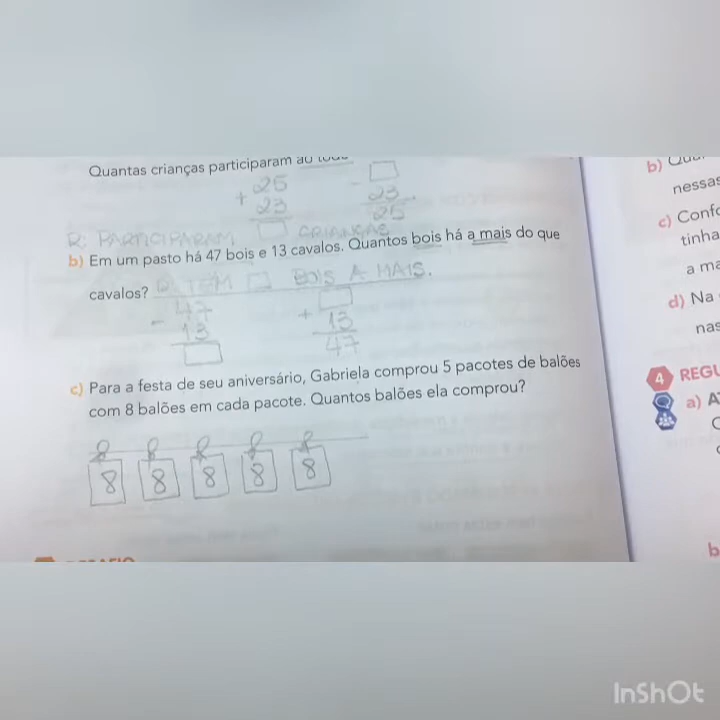 Quantas crianças participaram ao todo
25
+ 23
- 23
25
R: PARTICIPARAM CRIANÇAS
b) Em um pasto há 47 bois e 13 cavalos. Quantos bois há a mais do que
cavalos? R: TEM BOIS A MAIS.
47
- 13
+ 13
47
c) Para a festa de seu aniversário, Gabriela comprou 5 pacotes de balões
com 8 balões em cada pacote. Quantos balões ela comprou?
8 8 8 8 8
b)
nessas
c) Confo
tinha
a ma
d) Na
nas
4 REGU
a)
b
InShOt